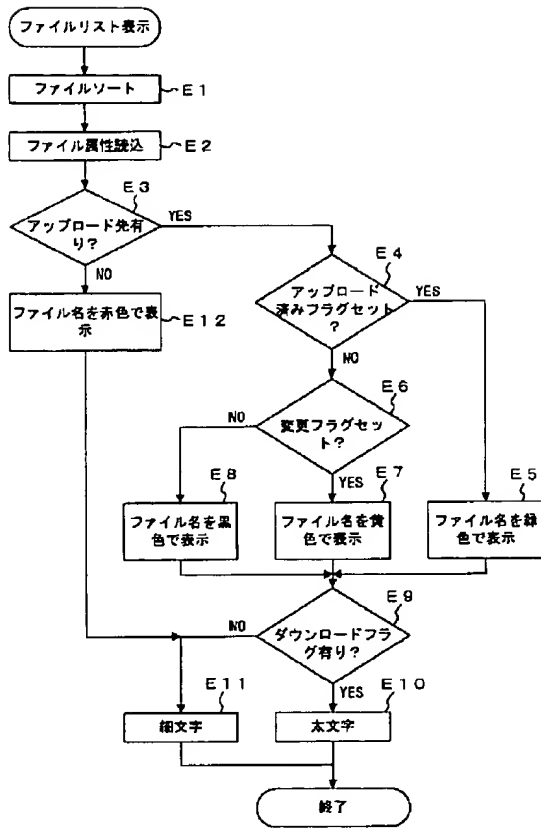 ファイルリスト表示
ファイルソート
E1
ファイル属性読込
E2
E3
アップロード先有
り？
YES
NO
E4
アップロード
済みフラグセット
？
YES
NO
ファイル名を赤色で表
示
E12
E6
変更フラグセッ
ト？
NO
YES
E8
ファイル名を黒
色で表示
E7
ファイル名を黄
色で表示
E5
ファイル名を緑
色で表示
E9
ダウンロードフラ
グ有り？
NO
YES
E11
細文字
E10
太文字
終了